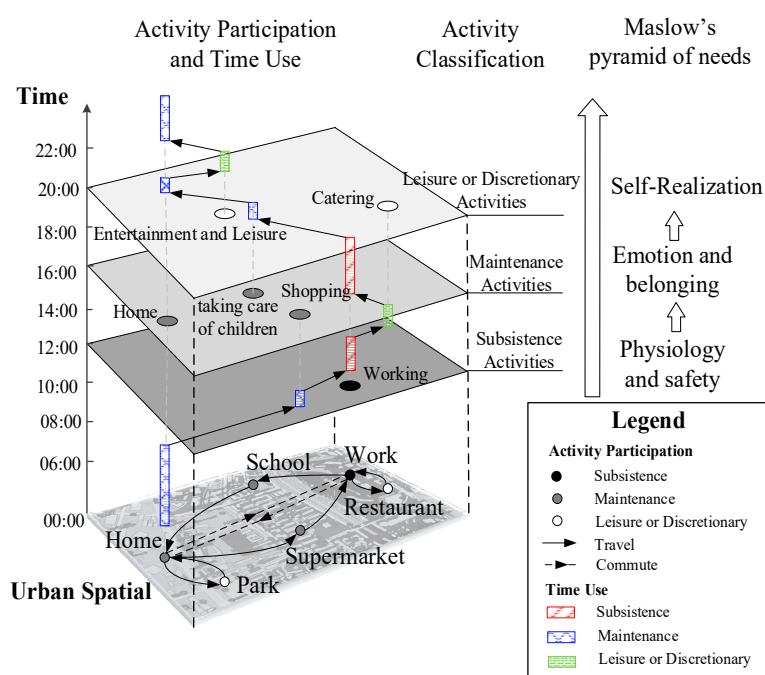 Activity Participation
and Time Use
Activity
Classification
Maslow's
pyramid of needs
Time
22:00
20:00
18:00
16:00
14:00
12:00
10:00
08:00
06:00
00:00
Leisure or Discretionary
Activities
Catering
Entertainment and Leisure
Maintenance
Activities
Home
taking care
of children
Shopping
Subsistence
Activities
Working
Self-Realization
Emotion and
belonging
Physiology
and safety
School
Work
Restaurant
Home
Supermarket
Park
Urban Spatial
Legend
Activity Participation
Subsistence
Maintenance
Leisure or Discretionary
Travel
Commute
Time Use
Subsistence
Maintenance
Leisure or Discretionary